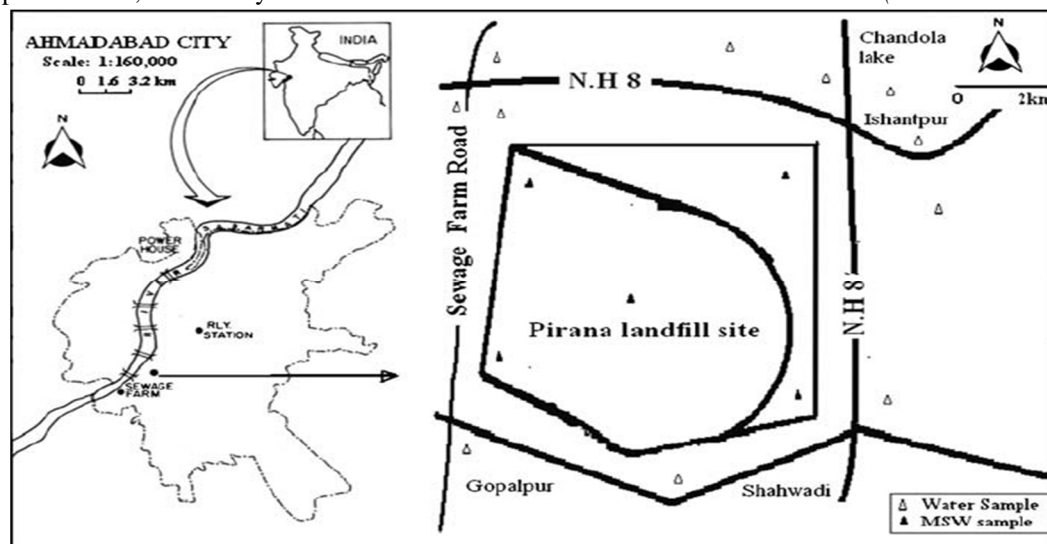 AHMADABAD CITY
Scale: 1:160,000
0 1.6 3.2 km
INDIA
N
POWER
HOUSE
SABARMATI
RIVER
RLY.
STATION
SEWAGE
FARM
Chandola
lake
N
0 2km
N.H 8
Ishantpur
Sewage Farm Road
N.H 8
Pirana landfill site
Gopalpur
Shahwadi
Water Sample
MSW sample